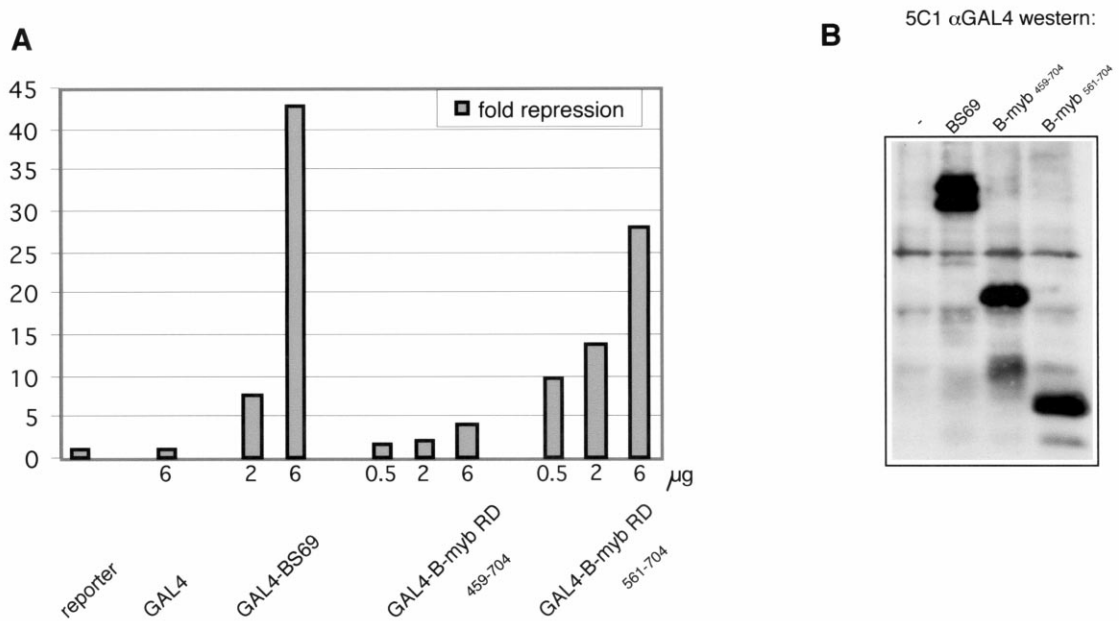 A
45
40
35
30
25
20
15
10
5
0
fold repression
6
2
6
0.5
2
6
0.5
2
6
µg
reporter
GAL4
GAL4-BS69
GAL4-B-myb RD
459-704
GAL4-B-myb RD
561-704
B
5C1 αGAL4 western:
-
BS69
B-myb 459-704
B-myb 561-704